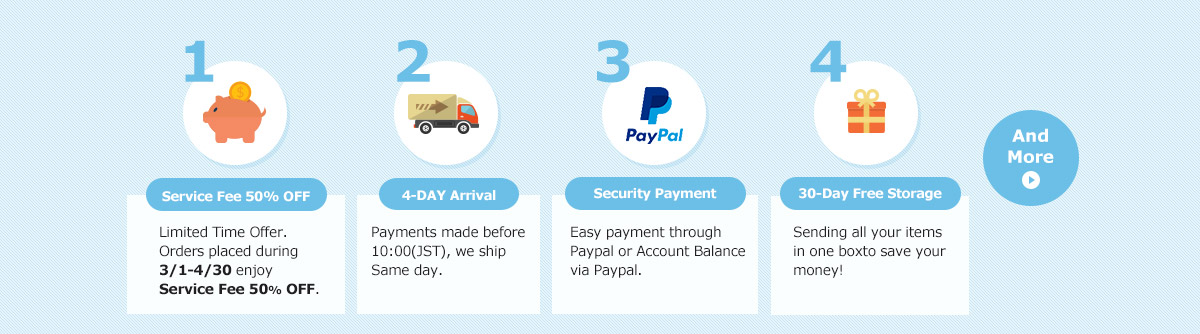 1
Service Fee 50% OFF
Limited Time Offer.
Orders placed during
3/1-4/30 enjoy
Service Fee 50% OFF.
2
4-DAY Arrival
Payments made before
10:00(JST), we ship
Same day.
3
PayPal
Security Payment
Easy payment through
Paypal or Account Balance
via Paypal.
4
30-Day Free Storage
Sending all your items
in one boxto save your
money!
And
More